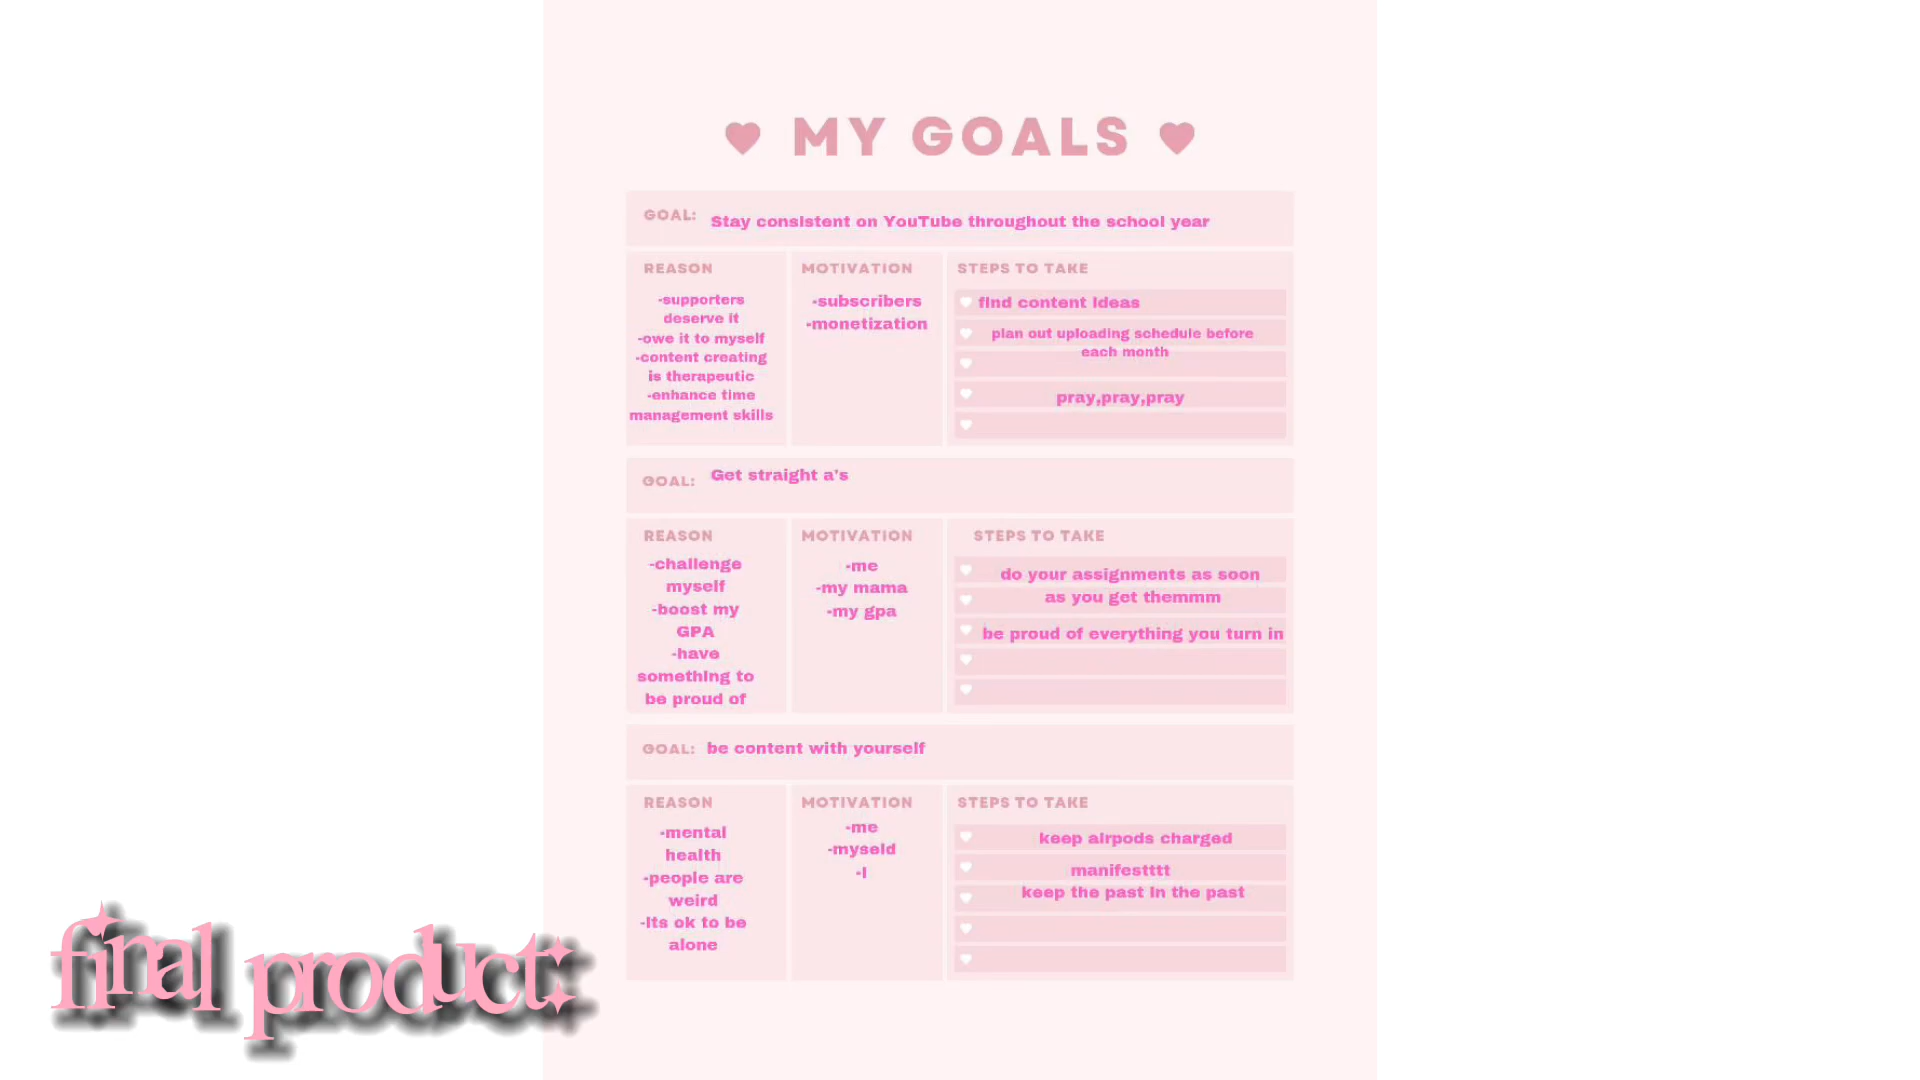 MY GOALS
GOAL: Stay consistent on YouTube throughout the school year
REASON
-supporters
deserve it
-owe it to myself
-content creating
is therapeutic
-enhance time
management skills
MOTIVATION
-subscribers
-monetization
STEPS TO TAKE
find content ideas
plan out uploading schedule before
each month
pray,pray,pray
GOAL: Get straight a's
REASON
-challenge
myself
-boost my
GPA
-have
something to
be proud of
MOTIVATION
-me
-my mama
-my gpa
STEPS TO TAKE
do your assignments as soon
as you get themmm
be proud of everything you turn in
GOAL: be content with yourself
REASON
-mental
health
-people are
weird
-its ok to be
alone
MOTIVATION
-me
-myseld
-I
STEPS TO TAKE
keep airpods charged
manifestttt
keep the past in the past
final product: